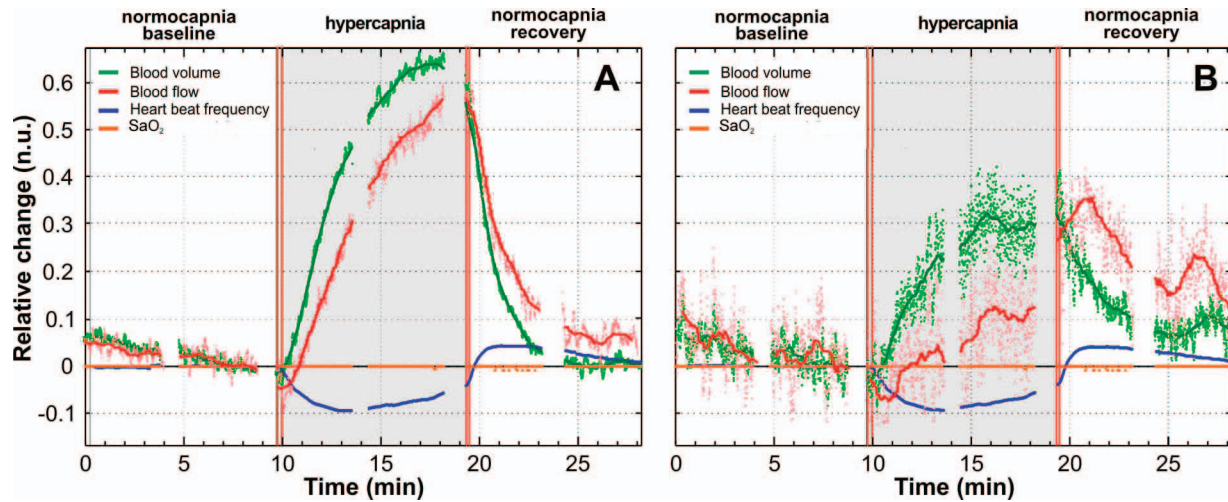 normocapnia
baseline
hypercapnia
normocapnia
recovery
A
Blood volume
Blood flow
Heart beat frequency
SaO₂
Relative change (n.u.)
0.6
0.5
0.4
0.3
0.2
0.1
0
-0.1
0 5 10 15 20 25
Time (min)
normocapnia
baseline
hypercapnia
normocapnia
recovery
B
Blood volume
Blood flow
Heart beat frequency
SaO₂
0 5 10 15 20 25
Time (min)